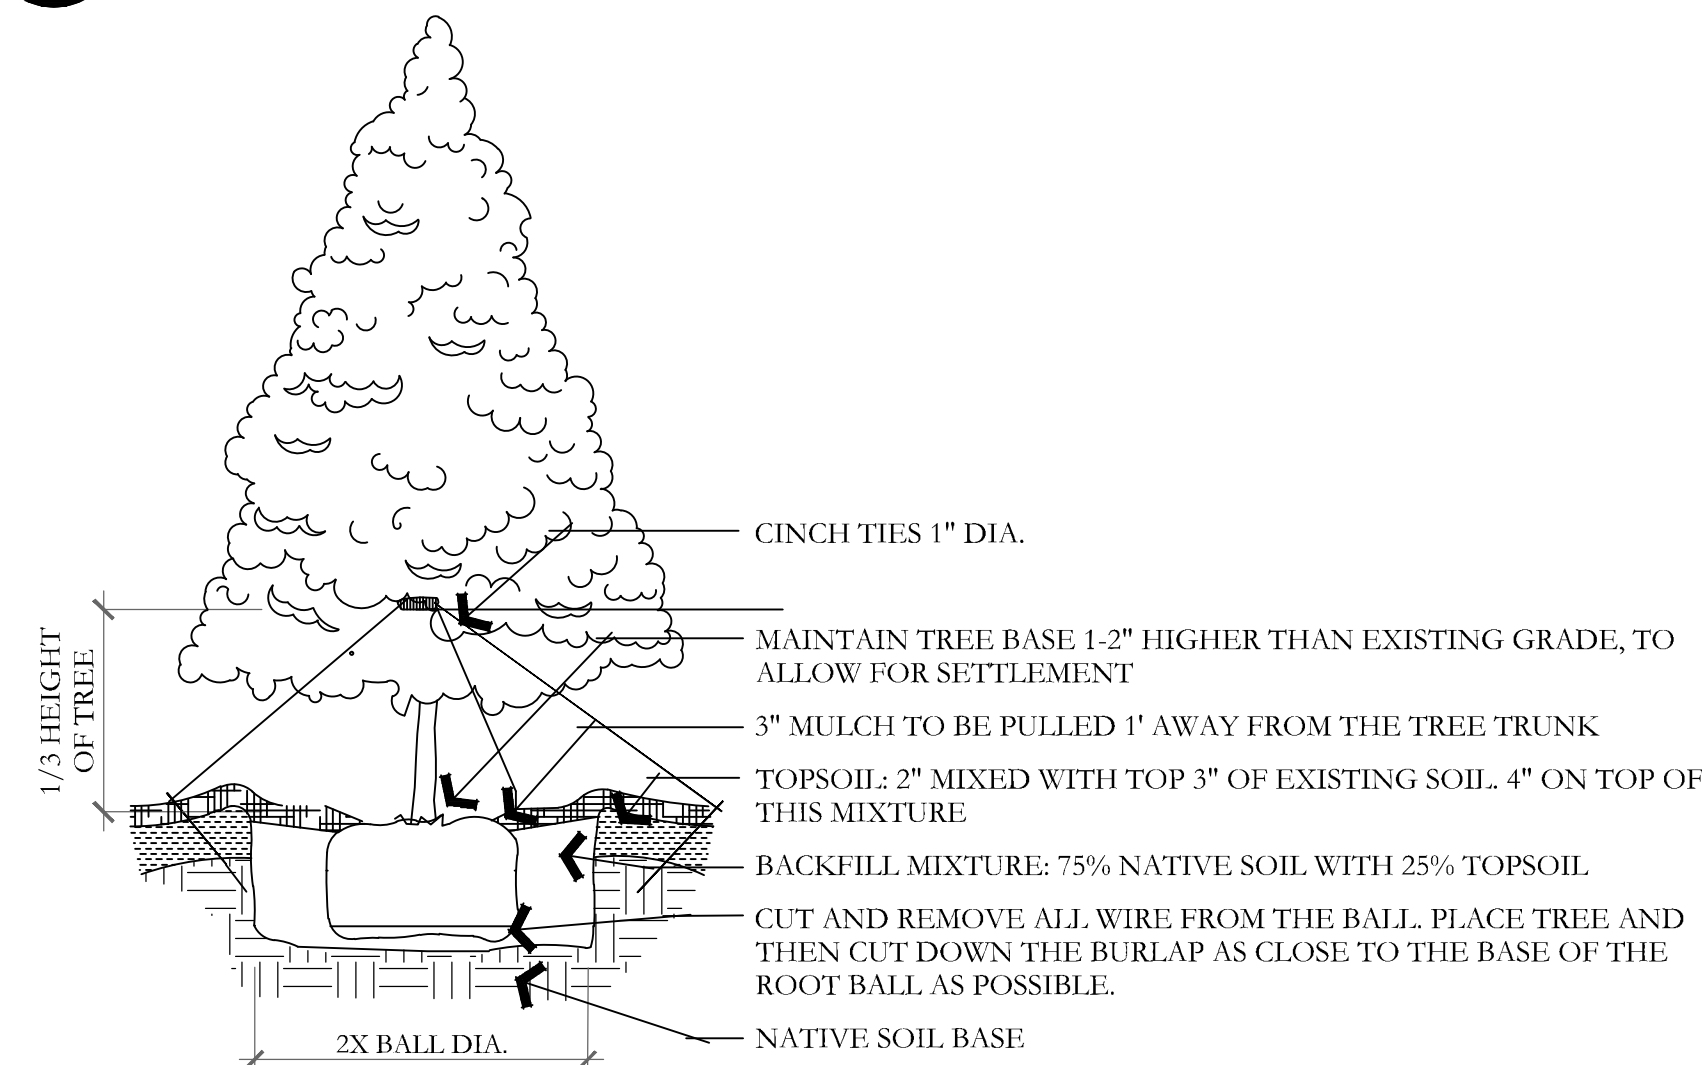 CINCH TIES 1" DIA.
MAINTAIN TREE BASE 1-2" HIGHER THAN EXISTING GRADE, TO
ALLOW FOR SETTLEMENT
3" MULCH TO BE PULLED 1' AWAY FROM THE TREE TRUNK
TOPSOIL: 2" MIXED WITH TOP 3" OF EXISTING SOIL. 4" ON TOP OF
THIS MIXTURE
BACKFILL MIXTURE: 75% NATIVE SOIL WITH 25% TOPSOIL
CUT AND REMOVE ALL WIRE FROM THE BALL. PLACE TREE AND
THEN CUT DOWN THE BURLAP AS CLOSE TO THE BASE OF THE
ROOT BALL AS POSSIBLE.
NATIVE SOIL BASE
1/3 HEIGHT
OF TREE
2X BALL DIA.